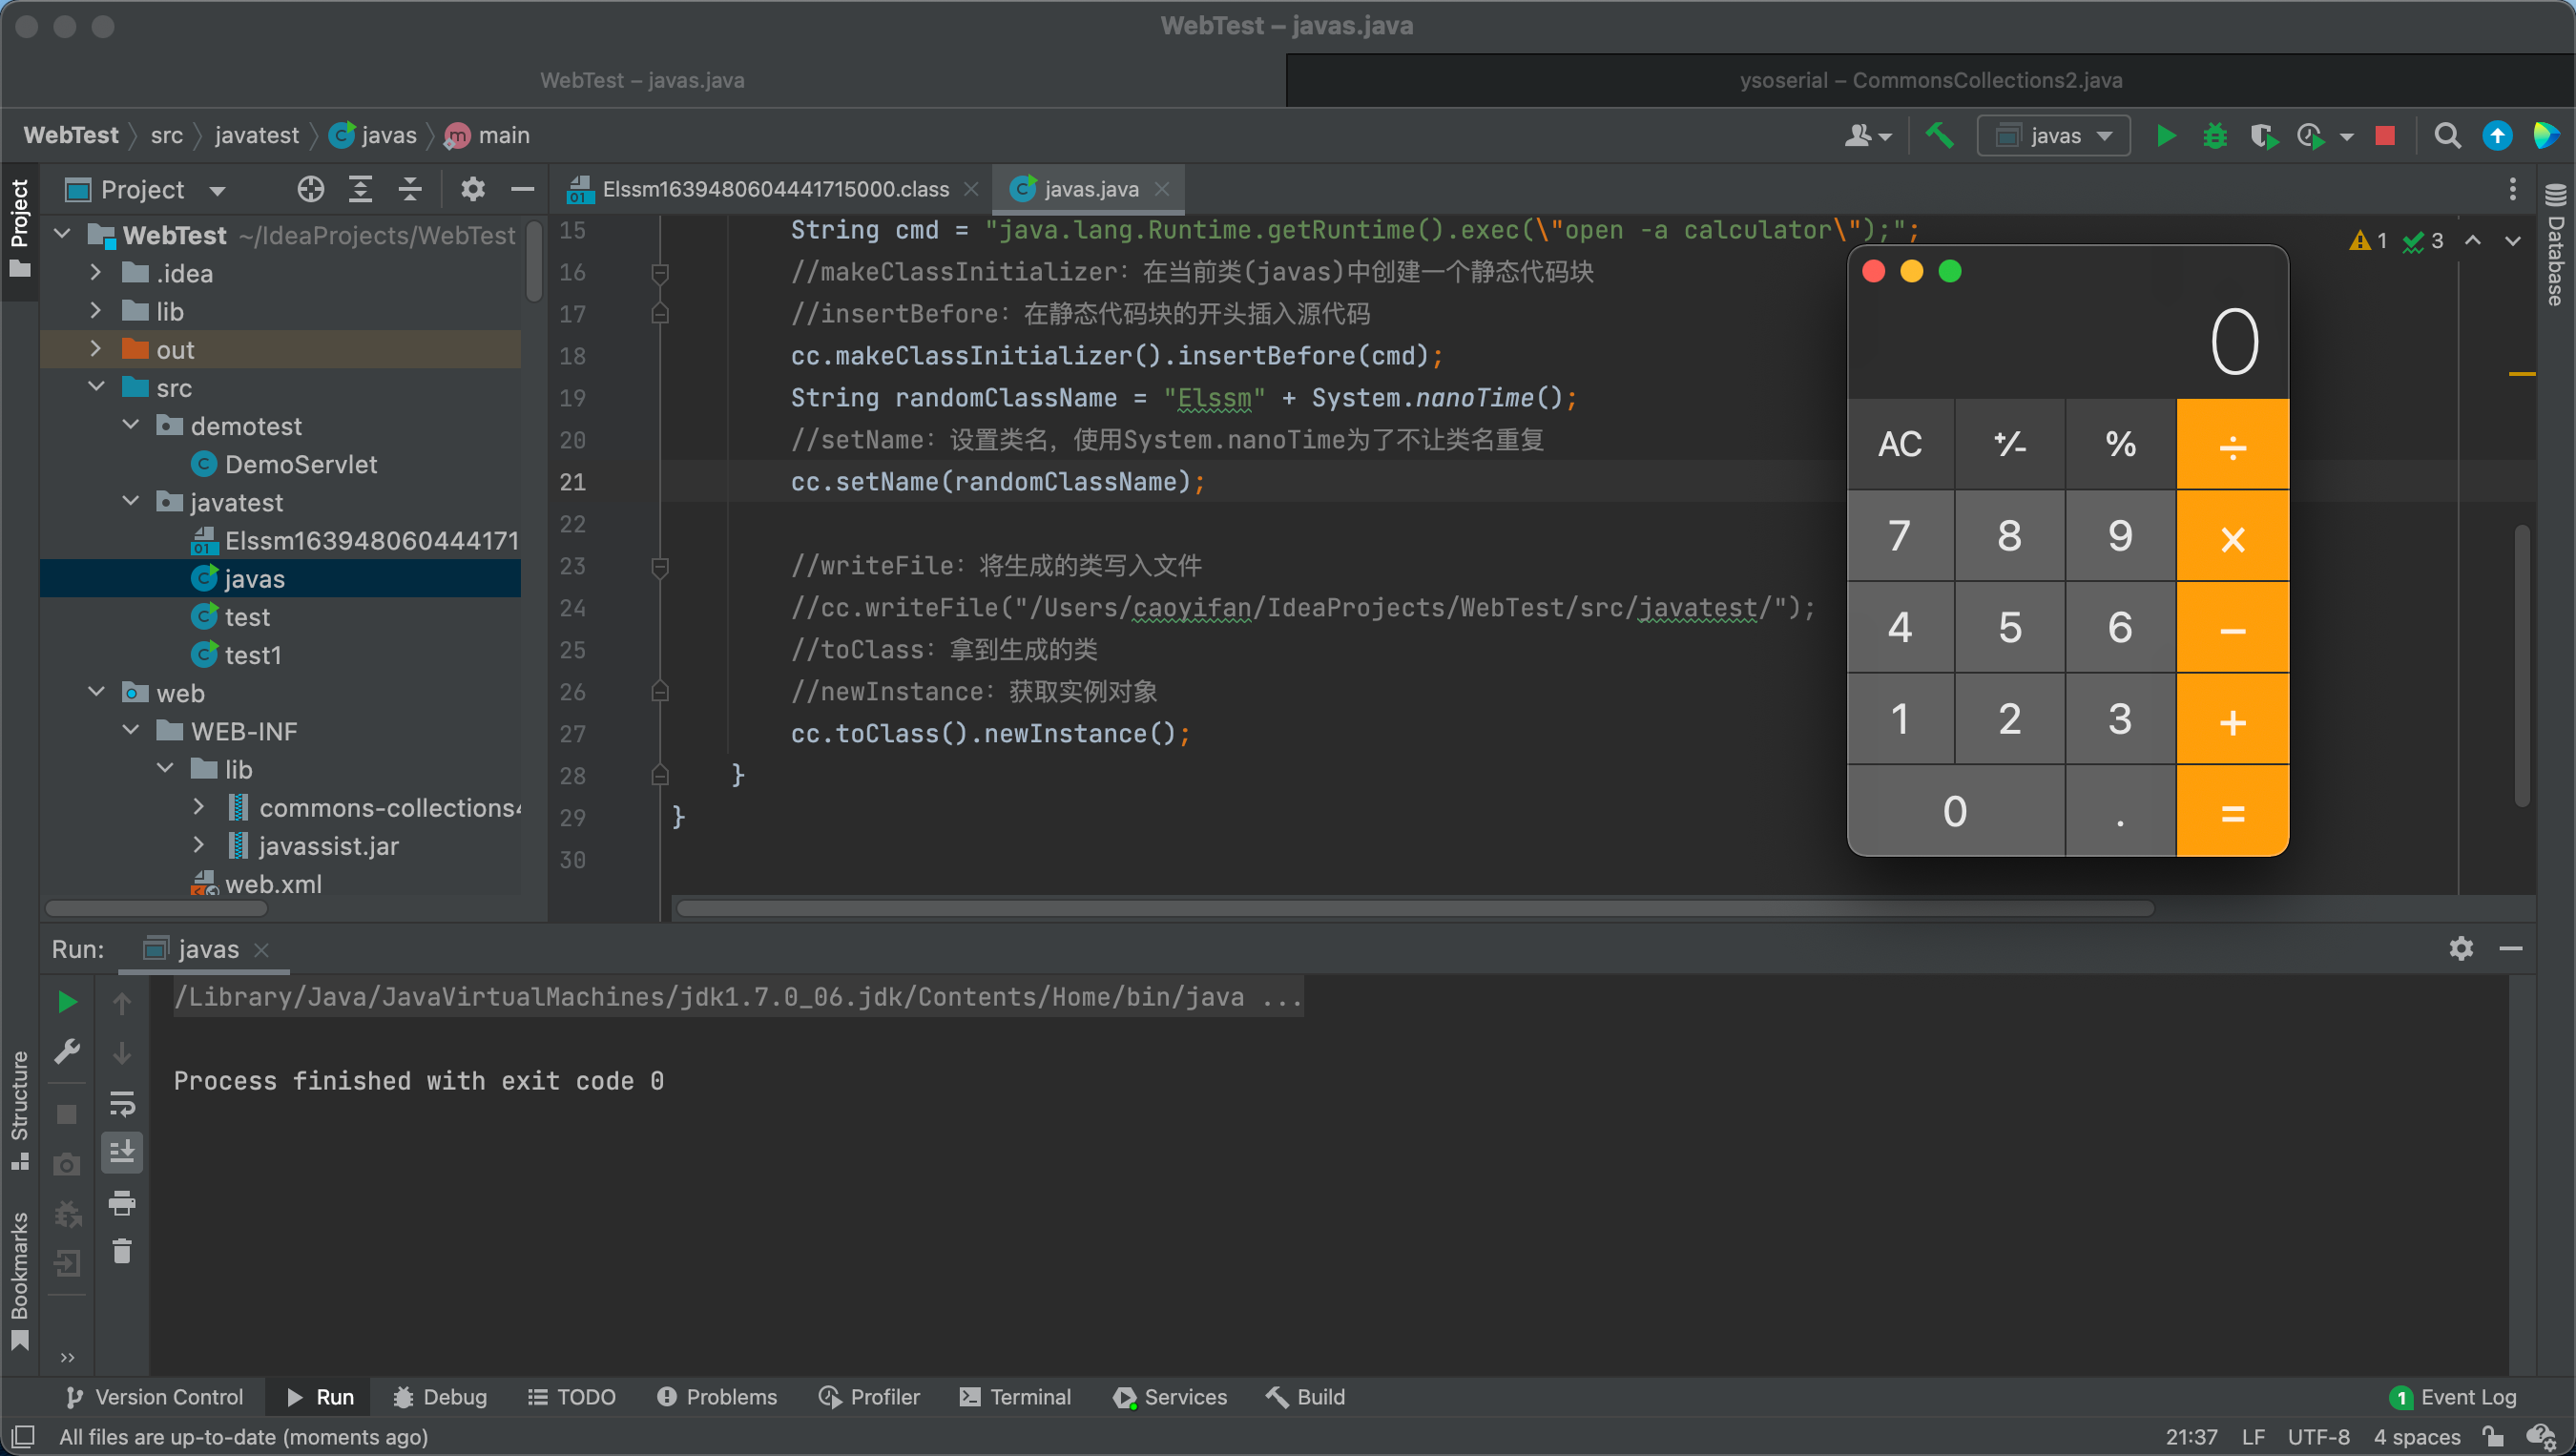 WebTest – javas.java
WebTest – javas.java
ysoserial – CommonsCollections2.java
WebTest
src
javatest
javas
main
javas
Project
Project
Elssm1639480604441715000.class
javas.java
Database
WebTest ~/IdeaProjects/WebTest
.idea
lib
out
src
demotest
DemoServlet
javatest
Elssm163948060444171
javas
test
test1
web
WEB-INF
lib
commons-collections4
javassist.jar
web.xml
1
3
15 String cmd = "java.lang.Runtime.getRuntime().exec(\"open -a calculator\");";
16 //makeClassInitializer：在当前类(javas)中创建一个静态代码块
17 //insertBefore：在静态代码块的开头插入源代码
18 cc.makeClassInitializer().insertBefore(cmd);
19 String randomClassName = "Elssm" + System.nanoTime();
20 //setName：设置类名，使用System.nanoTime为了不让类名重复
21 cc.setName(randomClassName);
22
23 //writeFile：将生成的类写入文件
24 //cc.writeFile("/Users/caoyifan/IdeaProjects/WebTest/src/javatest/");
25 //toClass：拿到生成的类
26 //newInstance：获取实例对象
27 cc.toClass().newInstance();
28 }
29 }
30
0
AC ⁺∕₋ % ÷
7 8 9 ×
4 5 6 −
1 2 3 +
0 . =
Run: javas
/Library/Java/JavaVirtualMachines/jdk1.7.0_06.jdk/Contents/Home/bin/java ...
Process finished with exit code 0
Structure
Bookmarks
Version Control
Run
Debug
TODO
Problems
Profiler
Terminal
Services
Build
1 Event Log
All files are up-to-date (moments ago)
21:37 LF UTF-8 4 spaces